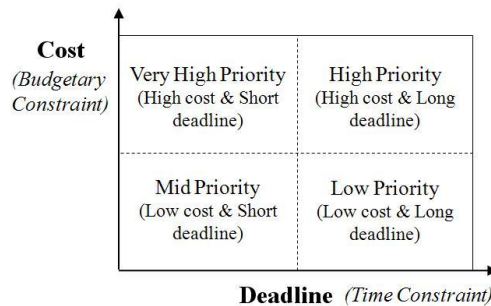 Cost
(Budgetary
Constraint)
Very High Priority
(High cost & Short
deadline)
High Priority
(High cost & Long
deadline)
Mid Priority
(Low cost & Short
deadline)
Low Priority
(Low cost & Long
deadline)
Deadline (Time Constraint)